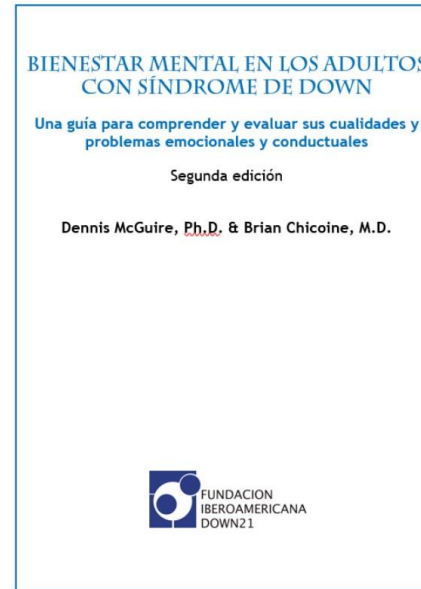 BIENESTAR MENTAL EN LOS ADULTOS
CON SÍNDROME DE DOWN
Una guía para comprender y evaluar sus cualidades y
problemas emocionales y conductuales
Segunda edición
Dennis McGuire, Ph.D. & Brian Chicoine, M.D.
FUNDACION
IBEROAMERICANA
DOWN21